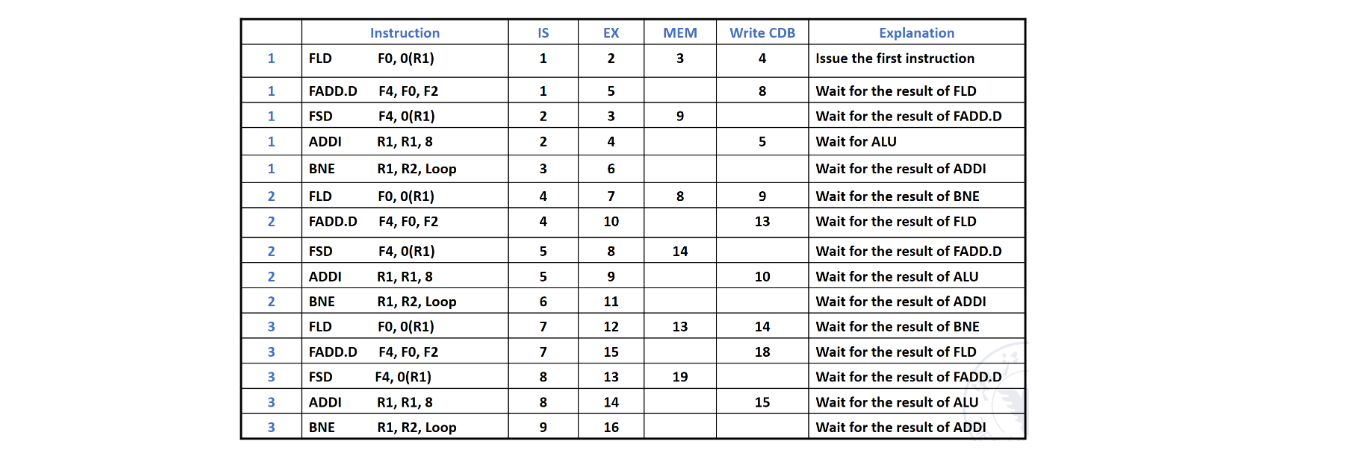 Instruction IS EX MEM Write CDB Explanation
1 FLD F0, 0(R1) 1 2 3 4 Issue the first instruction
1 FADD.D F4, F0, F2 1 5 8 Wait for the result of FLD
1 FSD F4, 0(R1) 2 3 9 Wait for the result of FADD.D
1 ADDI R1, R1, 8 2 4 5 Wait for ALU
1 BNE R1, R2, Loop 3 6 Wait for the result of ADDI
2 FLD F0, 0(R1) 4 7 8 9 Wait for the result of BNE
2 FADD.D F4, F0, F2 4 10 13 Wait for the result of FLD
2 FSD F4, 0(R1) 5 8 14 Wait for the result of FADD.D
2 ADDI R1, R1, 8 5 9 10 Wait for the result of ALU
2 BNE R1, R2, Loop 6 11 Wait for the result of ADDI
3 FLD F0, 0(R1) 7 12 13 14 Wait for the result of BNE
3 FADD.D F4, F0, F2 7 15 18 Wait for the result of FLD
3 FSD F4, 0(R1) 8 13 19 Wait for the result of FADD.D
3 ADDI R1, R1, 8 8 14 15 Wait for the result of ALU
3 BNE R1, R2, Loop 9 16 Wait for the result of ADDI